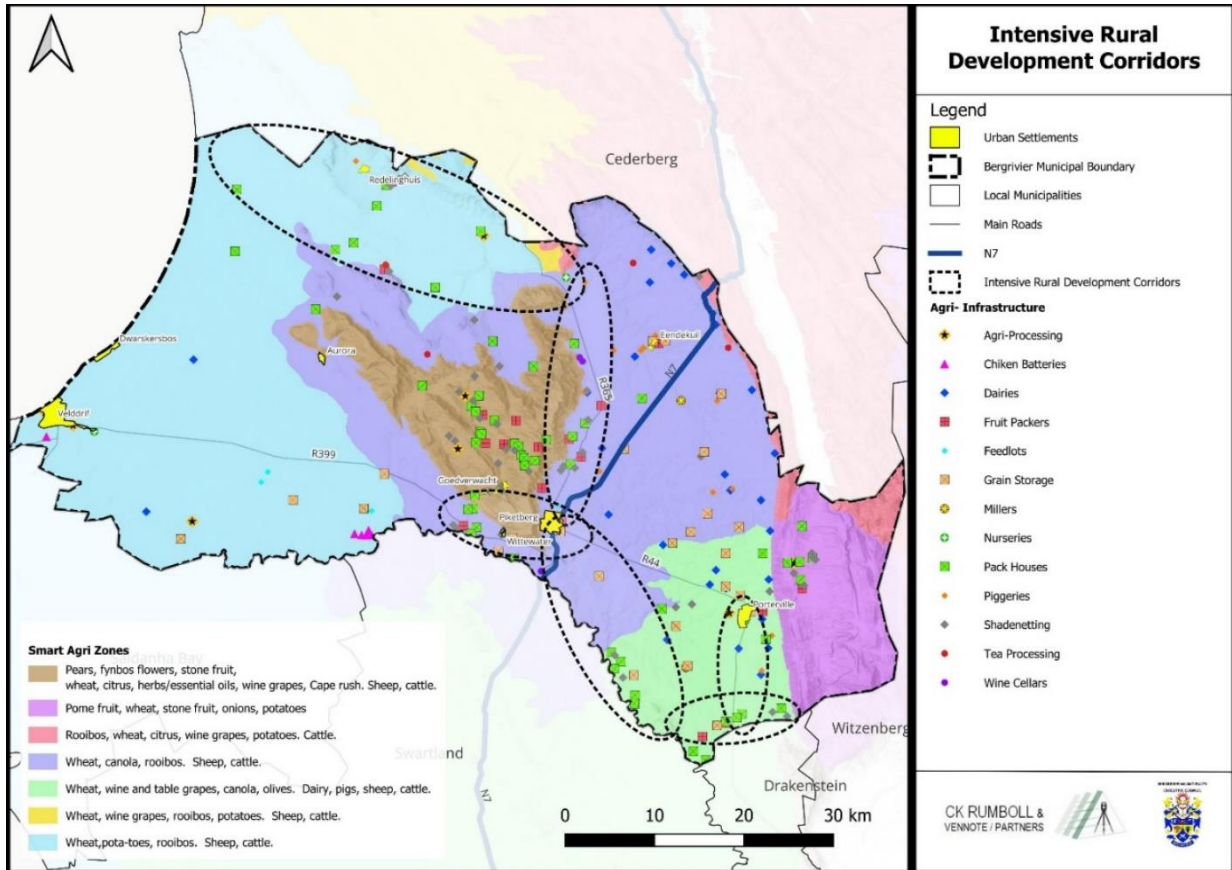 Intensive Rural
Development Corridors
Legend
Urban Settlements
Bergrivier Municipal Boundary
Local Municipalities
Main Roads
N7
Intensive Rural Development Corridors
Agri- Infrastructure
Agri-Processing
Chiken Batteries
Dairies
Fruit Packers
Feedlots
Grain Storage
Millers
Nurseries
Pack Houses
Piggeries
Shadenetting
Tea Processing
Wine Cellars
CK RUMBOLL &
VENNOTE / PARTNERS
Cederberg
Redelinghuis
Dwarskersbos
Aurora
Eendekuil
N7
R365
Velddrif
R399
Goedverwacht
Piketberg
Wittewater
R44
Porterville
Saldanha Bay
Swartland
N7
Witzenberg
Drakenstein
0 10 20 30 km
Smart Agri Zones
Pears, fynbos flowers, stone fruit,
wheat, citrus, herbs/essential oils, wine grapes, Cape rush. Sheep, cattle.
Pome fruit, wheat, stone fruit, onions, potatoes
Rooibos, wheat, citrus, wine grapes, potatoes. Cattle.
Wheat, canola, rooibos. Sheep, cattle.
Wheat, wine and table grapes, canola, olives. Dairy, pigs, sheep, cattle.
Wheat, wine grapes, rooibos, potatoes. Sheep, cattle.
Wheat,pota-toes, rooibos. Sheep, cattle.